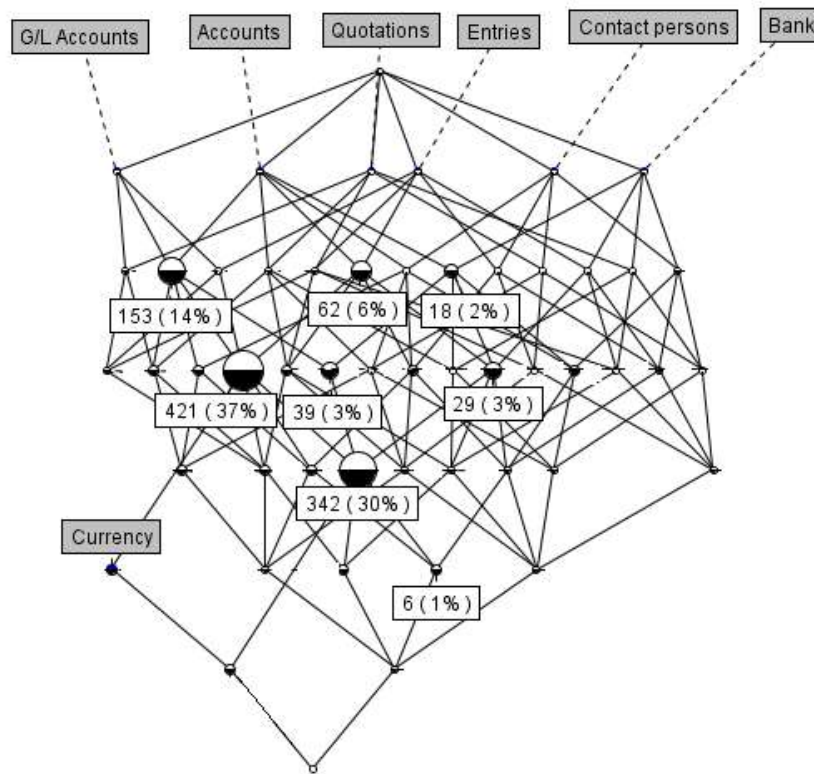 G/L Accounts
Accounts
Quotations
Entries
Contact persons
Bank
153 ( 14% )
62 ( 6% )
18 ( 2% )
421 ( 37% )
39 ( 3% )
29 ( 3% )
342 ( 30% )
Currency
6 ( 1% )